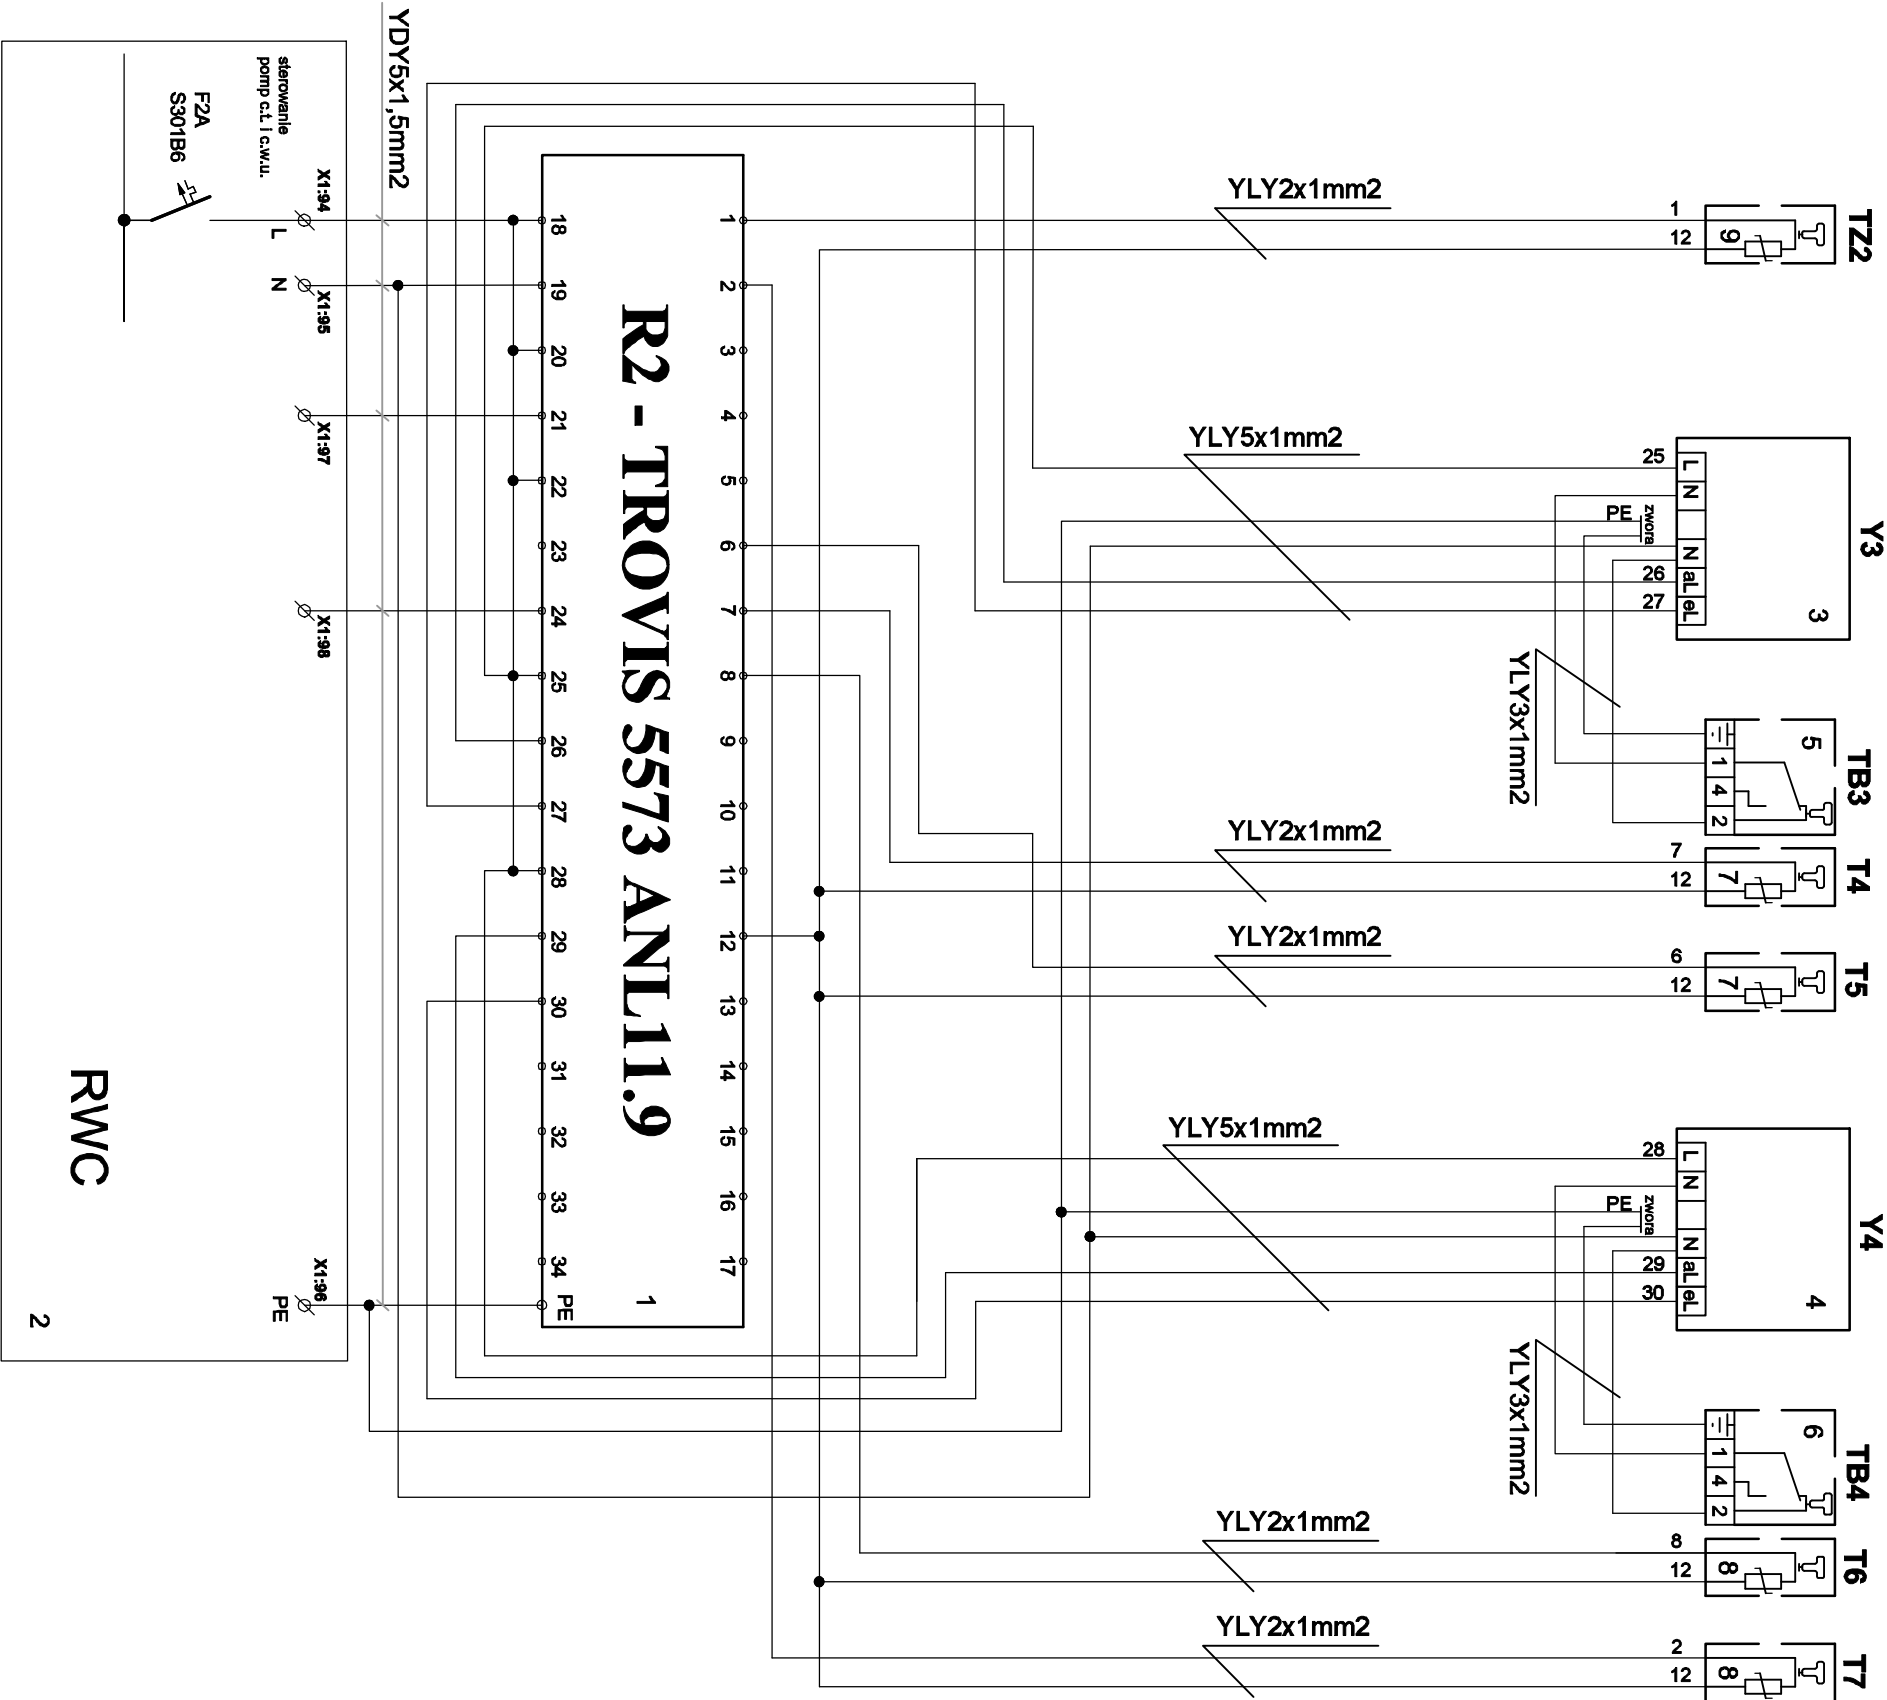 YDY5x1,5mm2
sterowanie
pomp c.t. i c.w.u.
F2A
S301B6
X1:94
L
N
X1:95
X1:97
X1:98
X1:96
PE
RWC
2
18
19
20
21
22
23
24
25
26
27
28
29
30
31
32
33
34
PE
R2 - TROVIS 5573 ANL11.9
1
1
2
3
4
5
6
7
8
9
10
11
12
13
14
15
16
17
YLY2x1mm2
1
12
9
TZ2
YLY5x1mm2
25
L
N
PE
zwora
N
26
aL
27
eL
3
Y3
YLY3x1mm2
5
1
4
2
TB3
YLY2x1mm2
7
12
7
T4
YLY2x1mm2
6
12
7
T5
YLY5x1mm2
28
L
N
PE
zwora
N
29
aL
30
eL
4
Y4
YLY3x1mm2
6
1
4
2
TB4
YLY2x1mm2
8
12
8
T6
YLY2x1mm2
2
12
8
T7